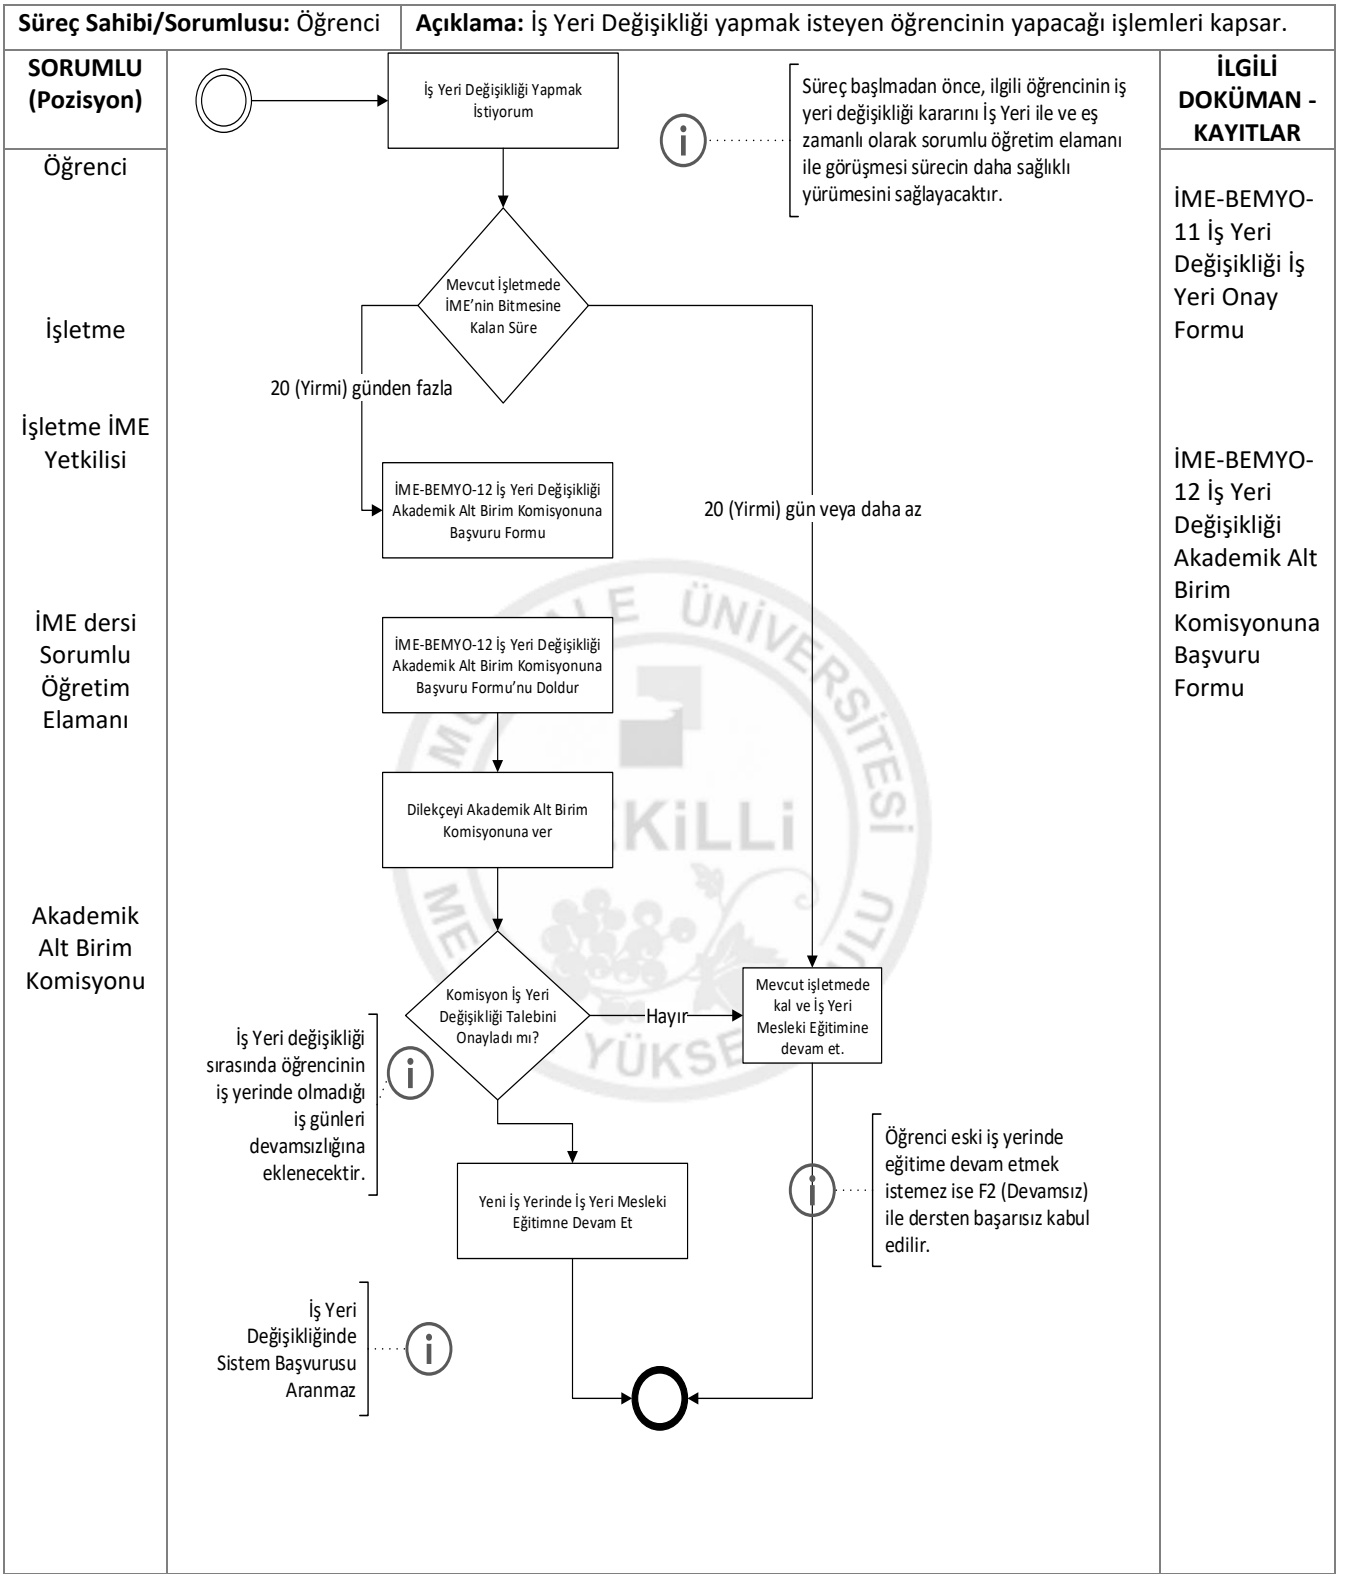 Süreç Sahibi/Sorumlusu: Öğrenci
Açıklama: İş Yeri Değişikliği yapmak isteyen öğrencinin yapacağı işlemleri kapsar.
SORUMLU
(Pozisyon)
Öğrenci
İşletme
İşletme İME
Yetkilisi
İME dersi
Sorumlu
Öğretim
Elamanı
Akademik
Alt Birim
Komisyonu
İş Yeri Değişikliği Yapmak
İstiyorum
Süreç başlmadan önce, ilgili öğrencinin iş
yeri değişikliği kararını İş Yeri ile ve eş
zamanlı olarak sorumlu öğretim elamanı
ile görüşmesi sürecin daha sağlıklı
yürümesini sağlayacaktır.
Mevcut İşletmede
İME'nin Bitmesine
Kalan Süre
20 (Yirmi) günden fazla
20 (Yirmi) gün veya daha az
İME-BEMYO-12 İş Yeri Değişikliği
Akademik Alt Birim Komisyonuna
Başvuru Formu
İME-BEMYO-12 İş Yeri Değişikliği
Akademik Alt Birim Komisyonuna
Başvuru Formu'nu Doldur
Dilekçeyi Akademik Alt Birim
Komisyonuna ver
Komisyon İş Yeri
Değişikliği Talebini
Onayladı mı?
Hayır
Mevcut işletmede
kal ve İş Yeri
Mesleki Eğitimine
devam et.
İş Yeri değişikliği
sırasında öğrencinin
iş yerinde olmadığı
iş günleri
devamsızlığına
eklenecektir.
Yeni İş Yerinde İş Yeri Mesleki
Eğitimne Devam Et
Öğrenci eski iş yerinde
eğitime devam etmek
istemez ise F2 (Devamsız)
ile dersten başarısız kabul
edilir.
İş Yeri
Değişikliğinde
Sistem Başvurusu
Aranmaz
İLGİLİ
DOKÜMAN -
KAYITLAR
İME-BEMYO-
11 İş Yeri
Değişikliği İş
Yeri Onay
Formu
İME-BEMYO-
12 İş Yeri
Değişikliği
Akademik Alt
Birim
Komisyonuna
Başvuru
Formu
ÜNİVERSİTESİ